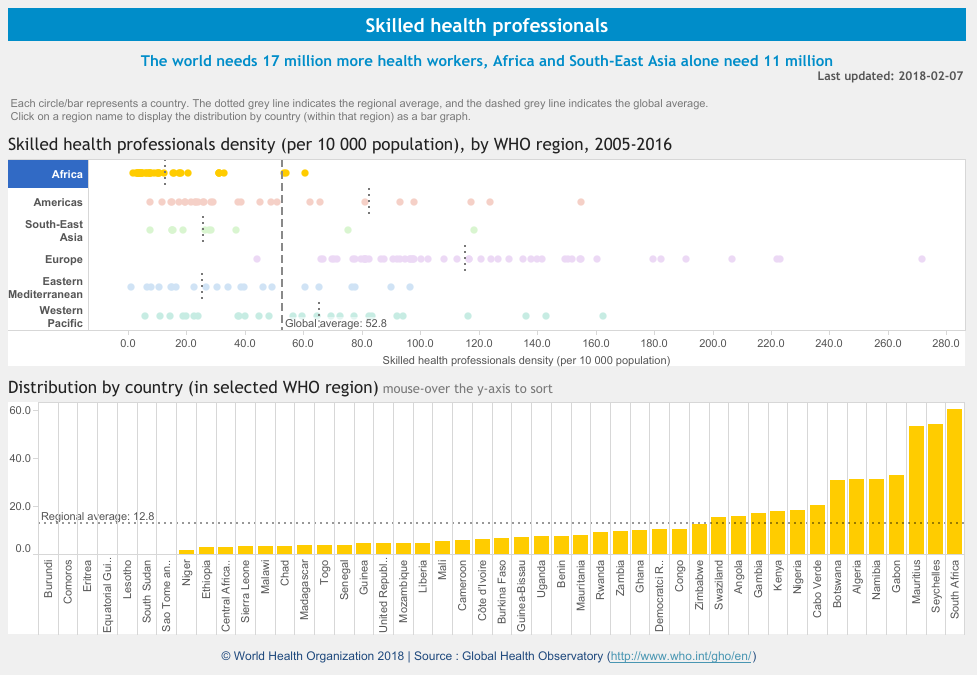 Skilled health professionals
The world needs 17 million more health workers, Africa and South-East Asia alone need 11 million
Last updated: 2018-02-07
Each circle/bar represents a country. The dotted grey line indicates the regional average, and the dashed grey line indicates the global average.
Click on a region name to display the distribution by country (within that region) as a bar graph.
Skilled health professionals density (per 10 000 population), by WHO region, 2005-2016
Africa
Americas
South-East
Asia
Europe
Eastern
Mediterranean
Western
Pacific
Global average: 52.8
0.0 20.0 40.0 60.0 80.0 100.0 120.0 140.0 160.0 180.0 200.0 220.0 240.0 260.0 280.0
Skilled health professionals density (per 10 000 population)
Distribution by country (in selected WHO region) mouse-over the y-axis to sort
60.0
40.0
20.0
Regional average: 12.8
0.0
Burundi
Comoros
Eritrea
Equatorial Gui..
Lesotho
South Sudan
Sao Tome an..
Niger
Ethiopia
Central Africa..
Sierra Leone
Malawi
Chad
Madagascar
Togo
Senegal
Guinea
United Republ..
Mozambique
Liberia
Mali
Cameroon
Côte d'Ivoire
Burkina Faso
Guinea-Bissau
Uganda
Benin
Mauritania
Rwanda
Zambia
Ghana
Democratci R..
Congo
Zimbabwe
Swaziland
Angola
Gambia
Kenya
Nigeria
Cabo Verde
Botswana
Algeria
Namibia
Gabon
Mauritius
Seychelles
South Africa
© World Health Organization 2018 | Source : Global Health Observatory (http://www.who.int/gho/en/)